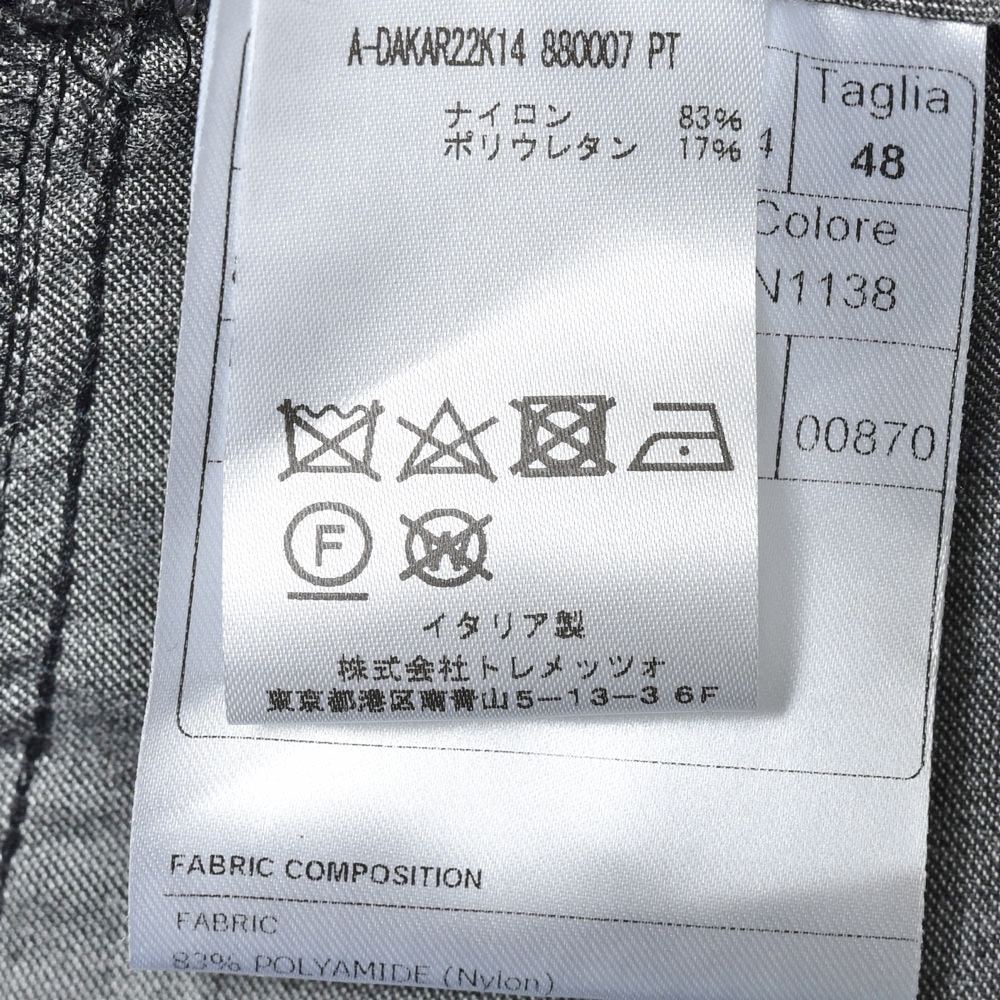 A-DAKAR22K14 880007 PT
ナイロン 83%
ポリウレタン 17%
4
Taglia
48
Colore
N1138
00870
F
W
イタリア製
株式会社トレメッツォ
東京都港区南青山5-13-3 6F
FABRIC COMPOSITION
FABRIC
83% POLYAMIDE (Nylon)